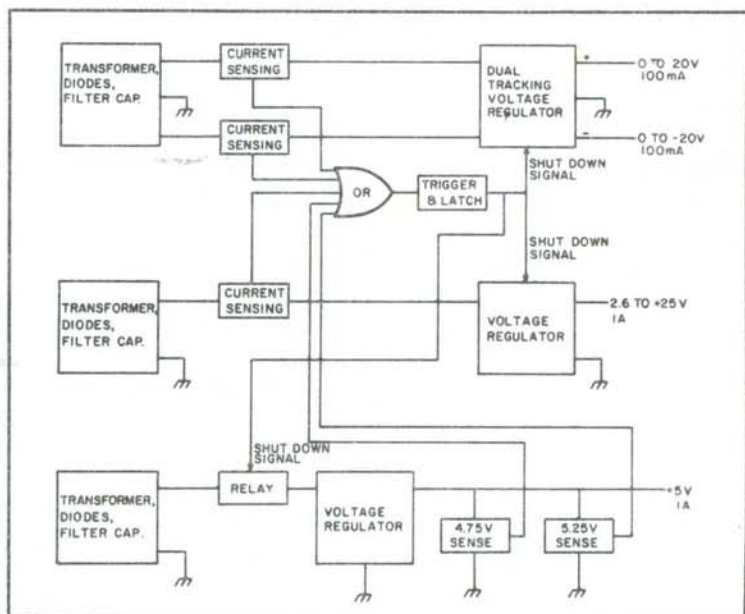 TRANSFORMER,
DIODES,
FILTER CAP.
CURRENT
SENSING
CURRENT
SENSING
DUAL
TRACKING
VOLTAGE
REGULATOR
+
0 TO 20V
100mA
-
0 TO -20V
100mA
OR
TRIGGER
& LATCH
SHUT DOWN
SIGNAL
SHUT DOWN
SIGNAL
TRANSFORMER,
DIODES,
FILTER CAP.
CURRENT
SENSING
VOLTAGE
REGULATOR
2.6 TO +25V
1A
SHUT DOWN
SIGNAL
TRANSFORMER,
DIODES,
FILTER CAP.
RELAY
VOLTAGE
REGULATOR
4.75V
SENSE
5.25V
SENSE
+5V
1A